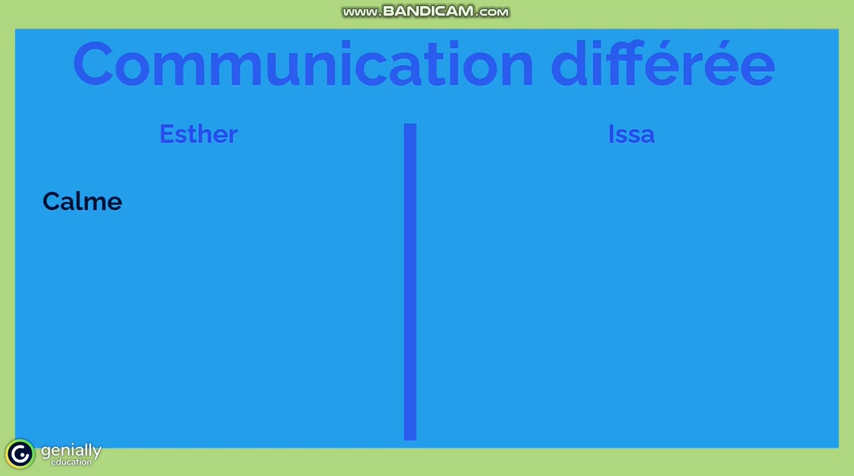 www.BANDICAM.com
Communication différée
Esther
Issa
Calme
genially
education